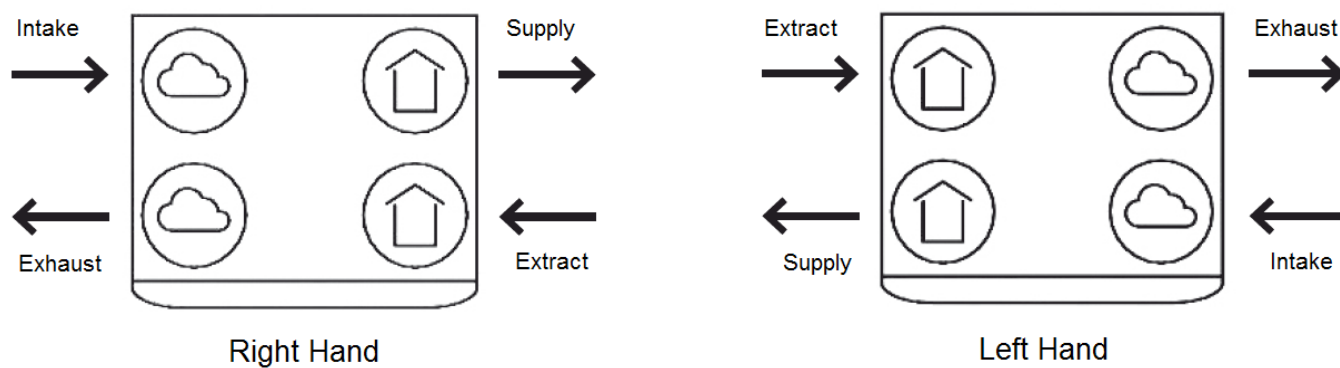 Intake
Supply
Exhaust
Extract
Right Hand
Extract
Exhaust
Supply
Intake
Left Hand